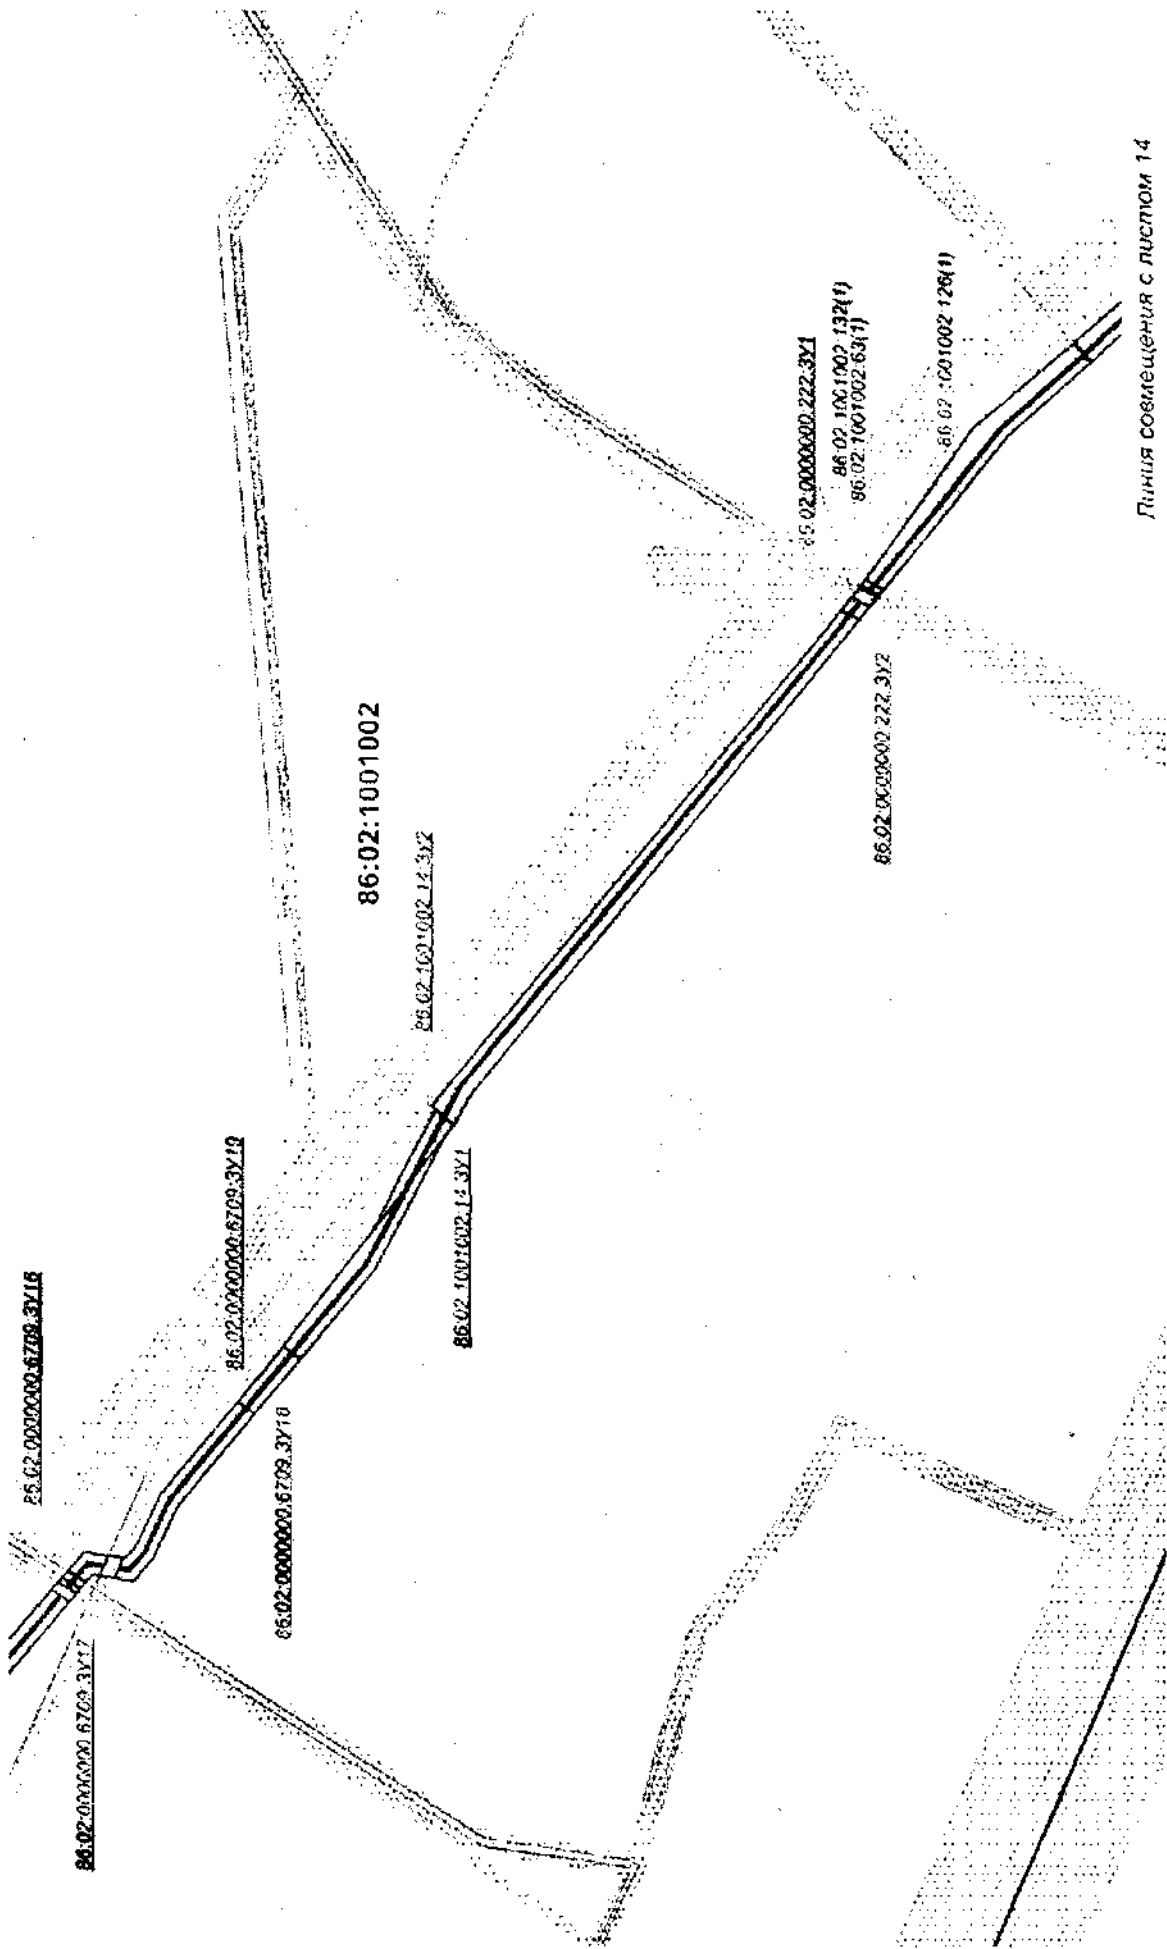 86:02:0000000:6709:ЗУ16
86:02:0000000:6709:ЗУ17
86:02:0000000:6709:ЗУ19
86:02:0000000:6709:ЗУ18
86:02:1001002
86:02:1001002:14:ЗУ2
86:02:1001002:14:ЗУ1
86:02:0000000:222:ЗУ1
86:02:1001002:132(1)
86:02:1001002:63(1)
86:02:0000000:222:ЗУ2
86:02:1001002:126(1)
Линия совмещения с листом 14